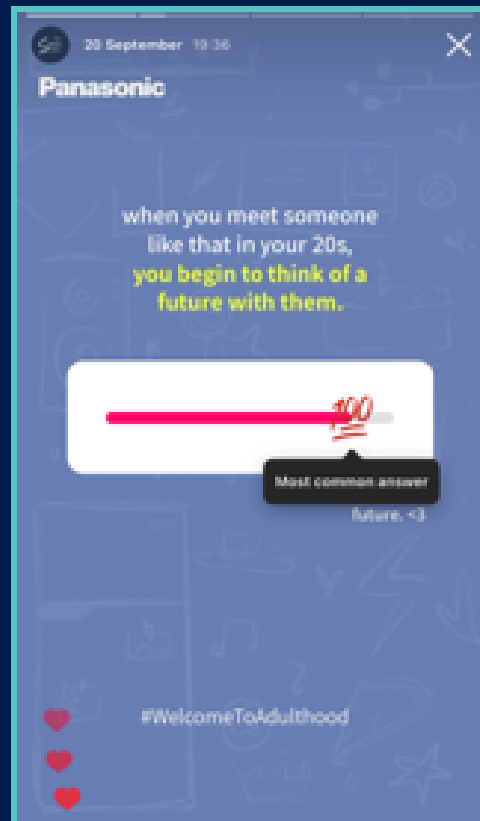 20 September 19:36
Panasonic
when you meet someone
like that in your 20s,
you begin to think of a
future with them.
💯
Most common answer
future. <3
#WelcomeToAdulthood